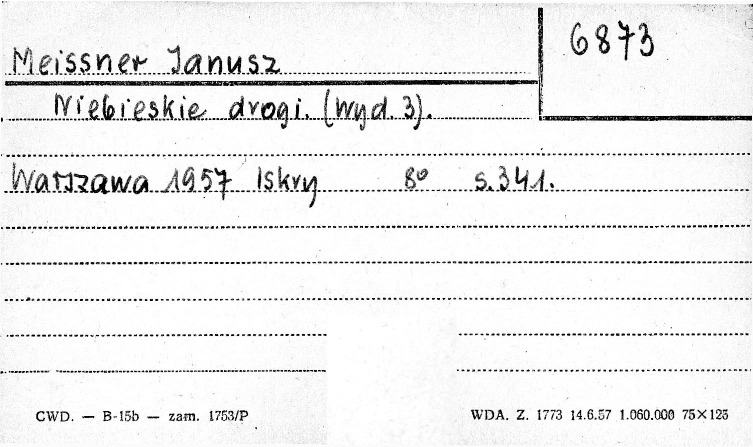 6873
Meissner Janusz
Niebieskie drogi. (Wyd. 3).
Warszawa 1957 Iskry 8° s. 341.
CWD. — B-15b — zam. 1753/P
WDA. Z. 1773 14.6.57 1.060.000 75×125